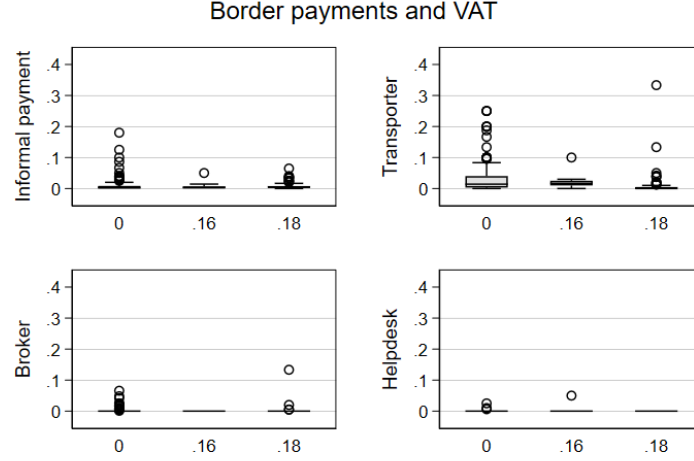 Border payments and VAT
Informal payment
.4
.3
.2
.1
0
0 .16 .18
Transporter
.4
.3
.2
.1
0
0 .16 .18
Broker
.4
.3
.2
.1
0
0 .16 .18
Helpdesk
.4
.3
.2
.1
0
0 .16 .18